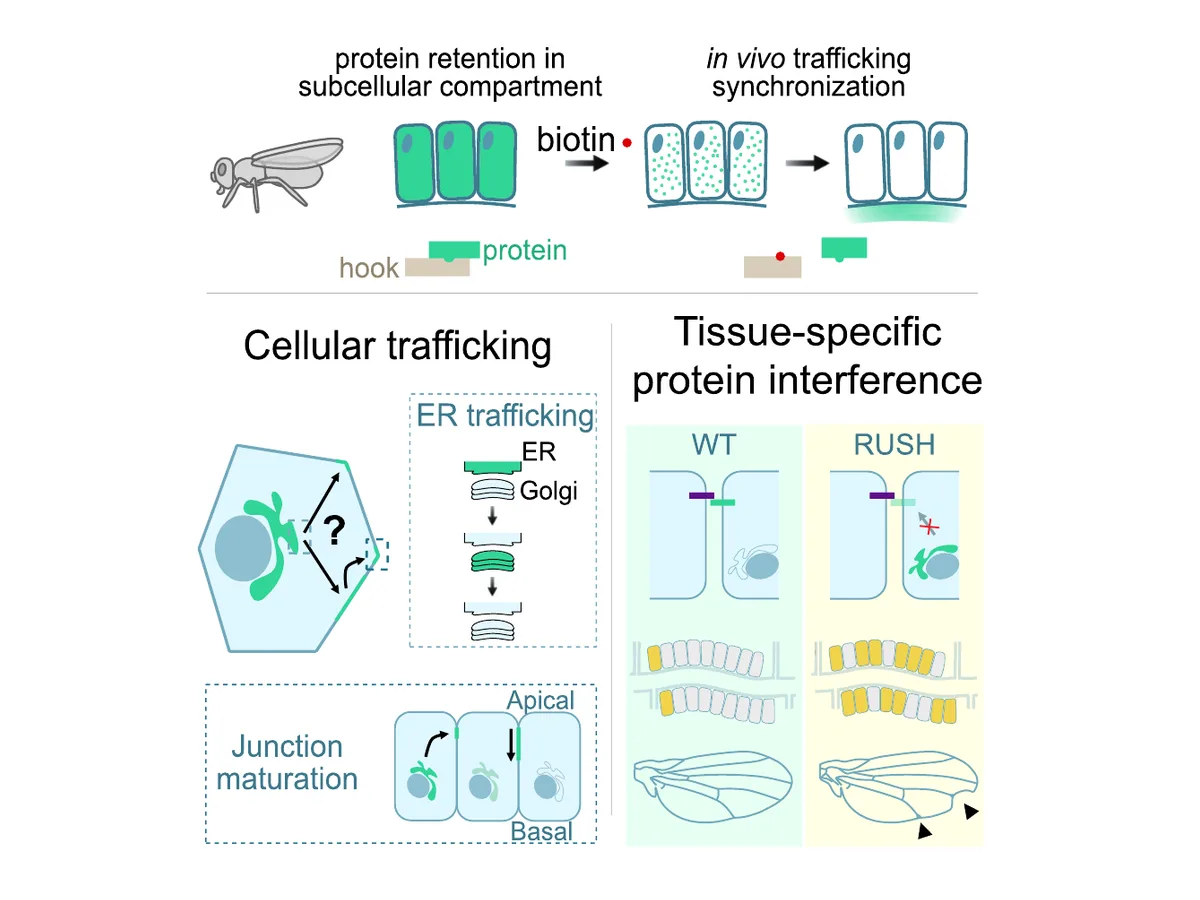 protein retention in
subcellular compartment
in vivo trafficking
synchronization
biotin
hook
protein
Cellular trafficking
ER trafficking
ER
Golgi
?
Junction
maturation
Apical
Basal
Tissue-specific
protein interference
WT
RUSH